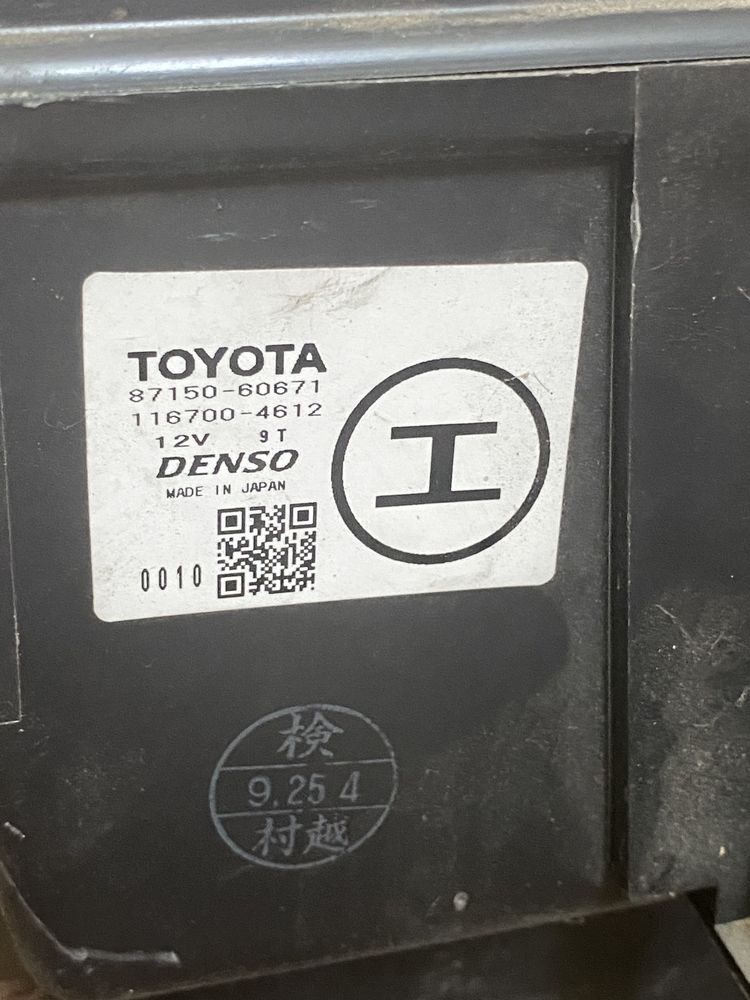 TOYOTA
87150-60671
116700-4612
12V 9T
DENSO
MADE IN JAPAN
0010
工
検
9.25 4
村越